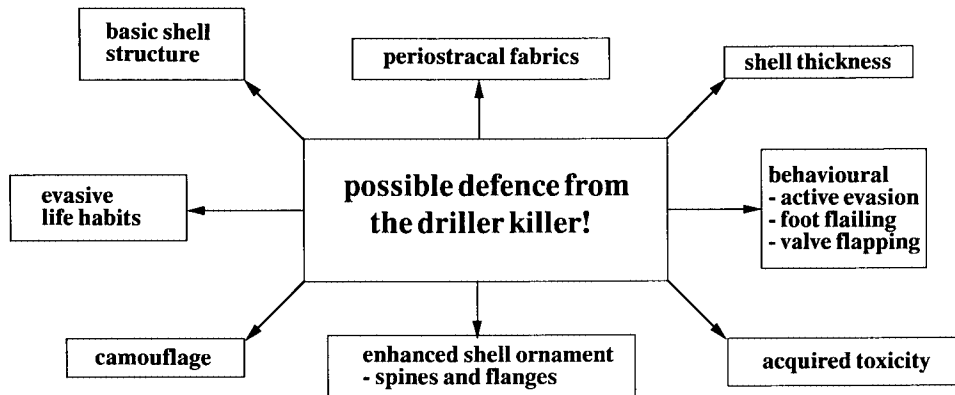 basic shell
structure
periostracal fabrics
shell thickness
evasive
life habits
possible defence from
the driller killer!
behavioural
- active evasion
- foot flailing
- valve flapping
camouflage
enhanced shell ornament
- spines and flanges
acquired toxicity